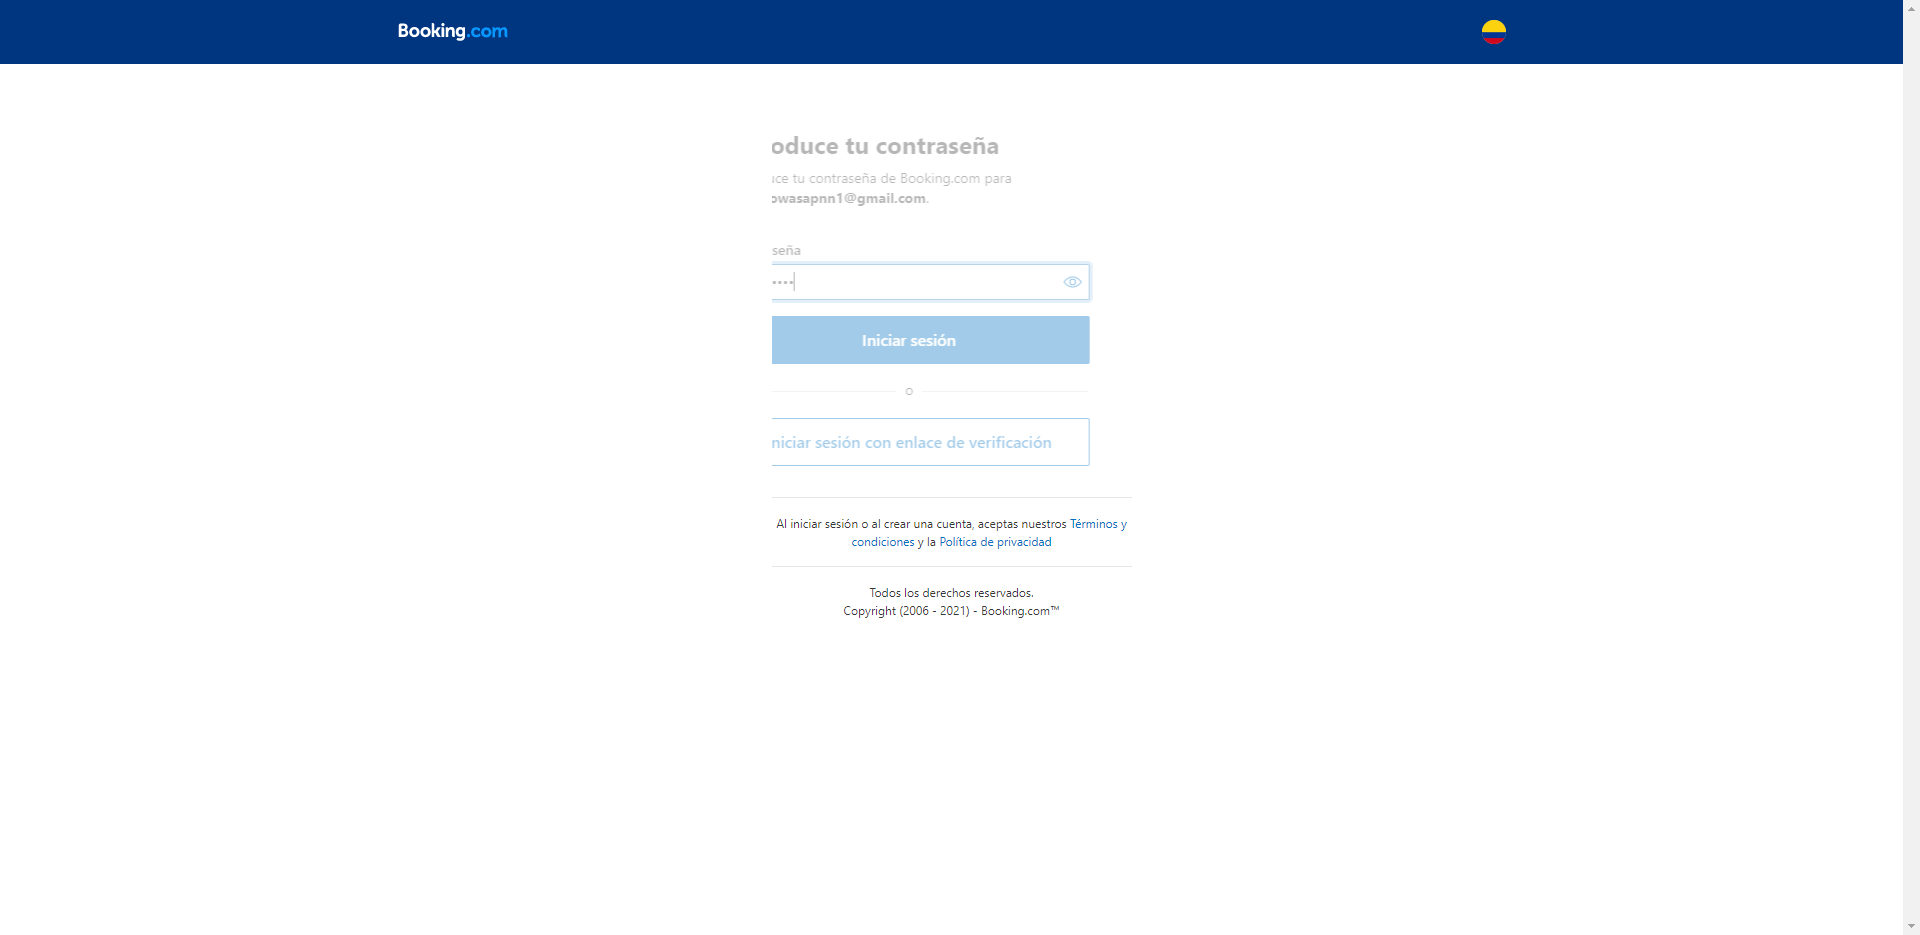 Booking.com
oduce tu contraseña
ce tu contraseña de Booking.com para
owasapnn1@gmail.com.
seña
Iniciar sesión
o
niciar sesión con enlace de verificación
Al iniciar sesión o al crear una cuenta, aceptas nuestros Términos y
condiciones y la Política de privacidad
Todos los derechos reservados.
Copyright (2006 - 2021) - Booking.com™